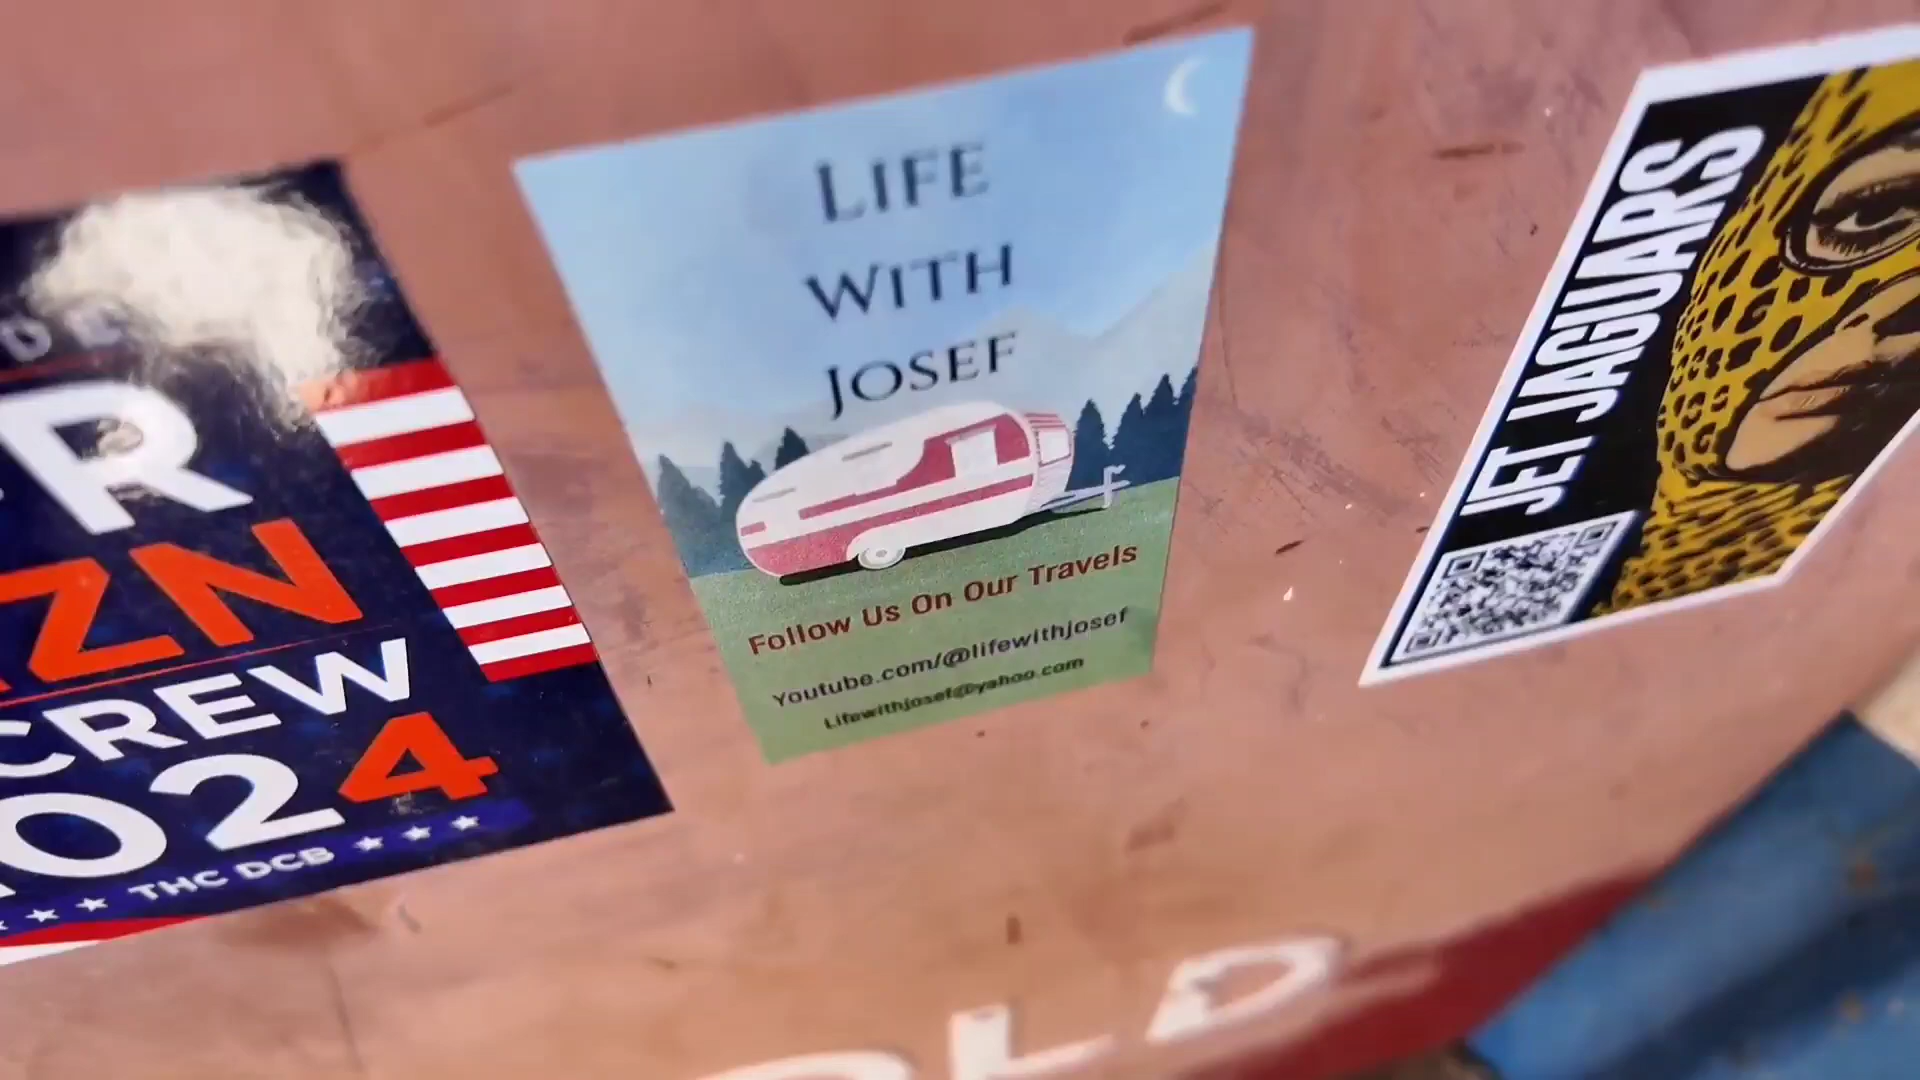 R
ZN
CREW
2024
★ ★ ★ THC DCB ★ ★ ★
LIFE
WITH
JOSEF
Follow Us On Our Travels
Youtube.com/@lifewithjosef
Lifewithjosef@yahoo.com
JET JAGUARS